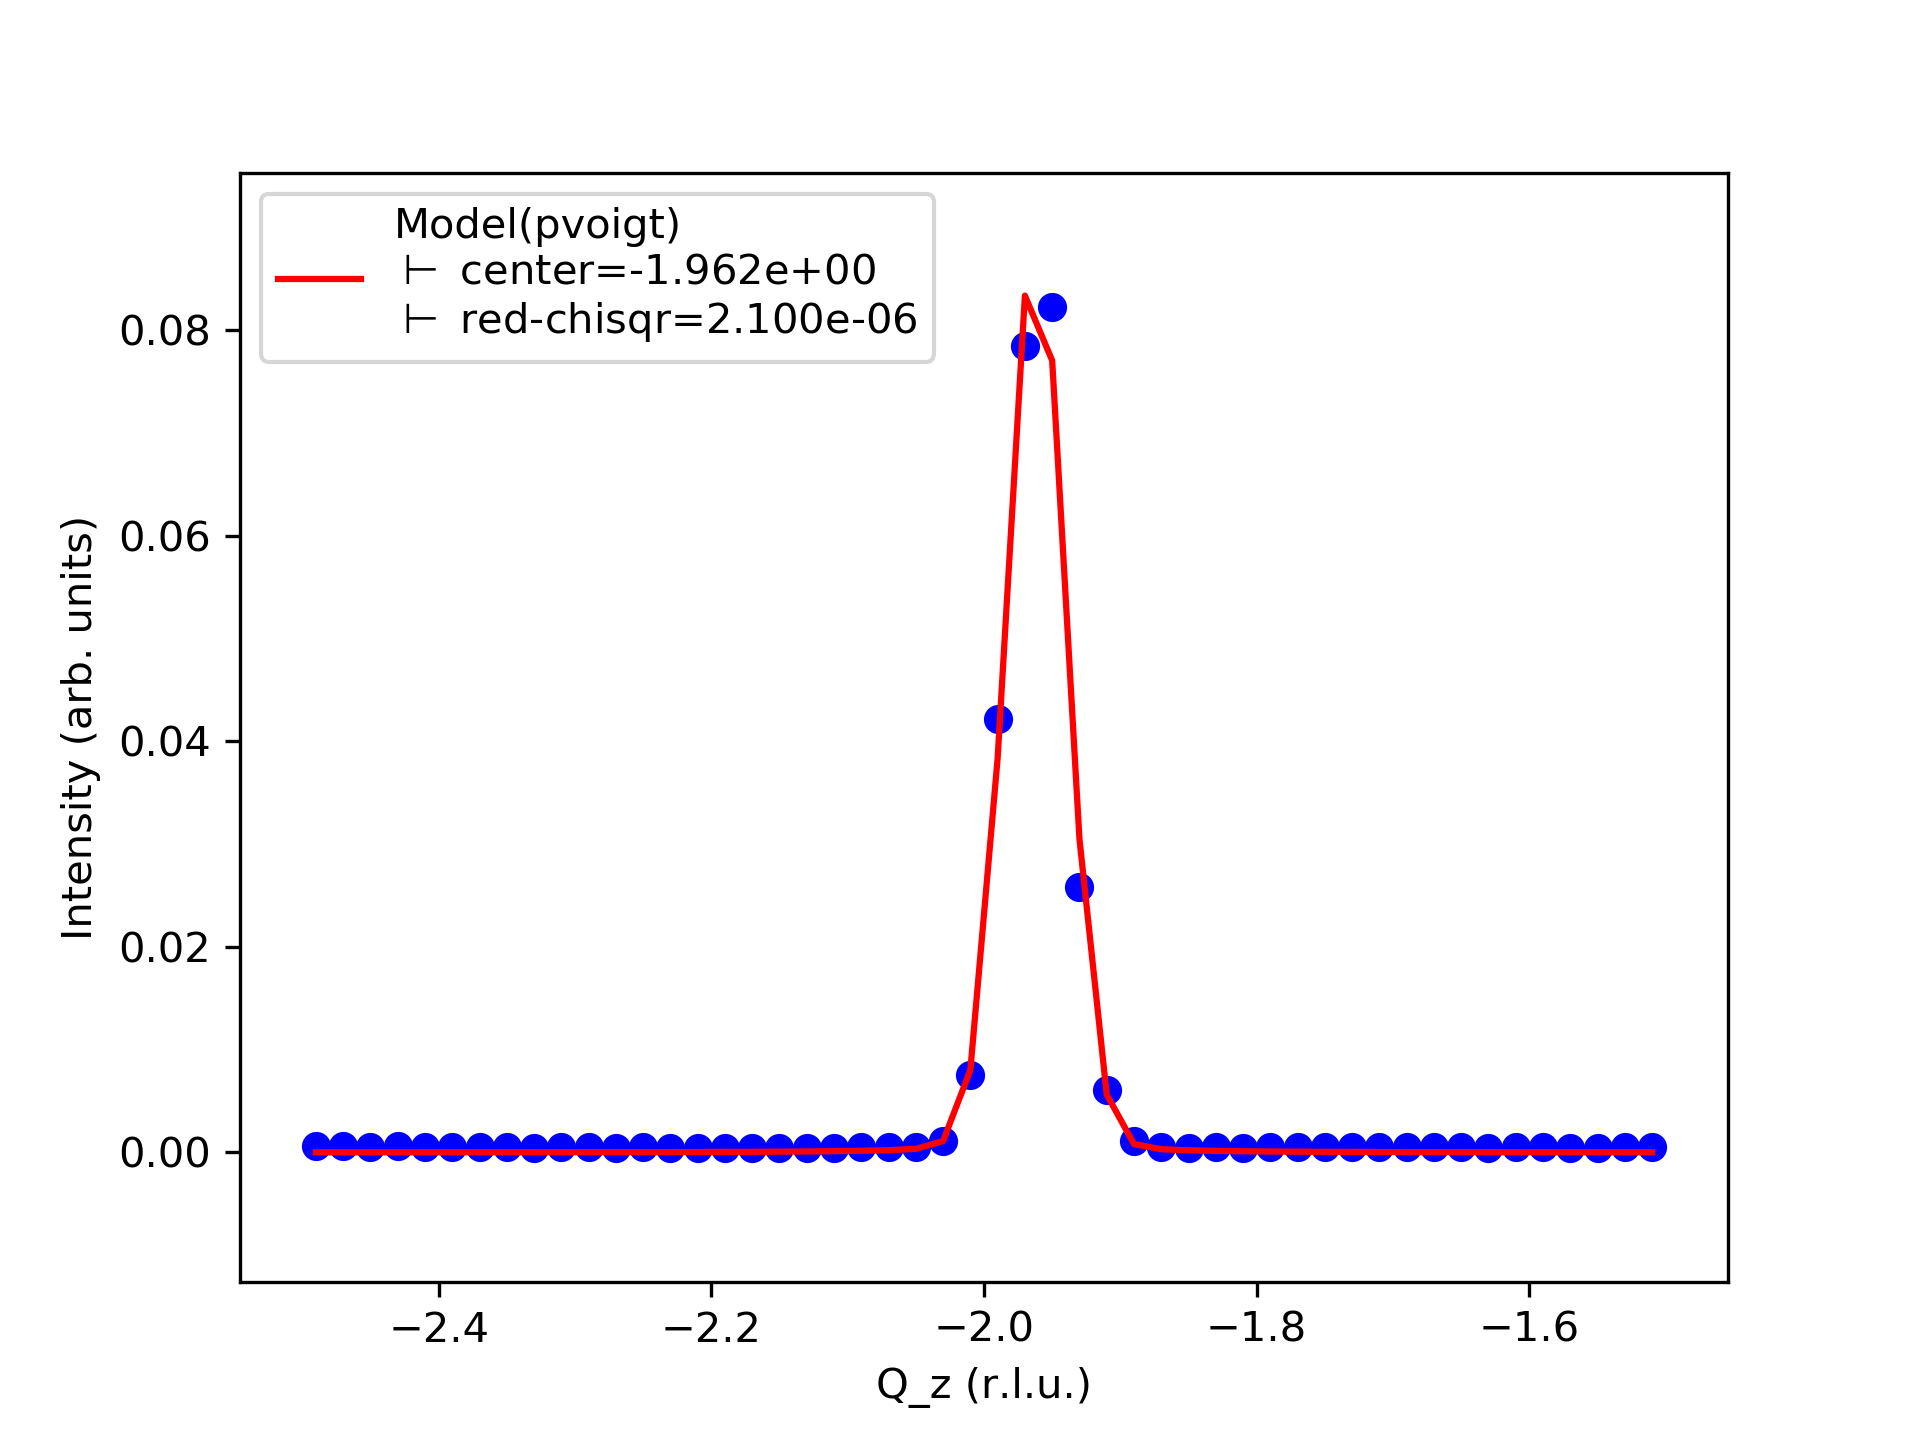 Model(pvoigt)
⊢ center=-1.962e+00
⊢ red-chisqr=2.100e-06
0.08
0.06
0.04
0.02
0.00
Intensity (arb. units)
−2.4 −2.2 −2.0 −1.8 −1.6
Q_z (r.l.u.)